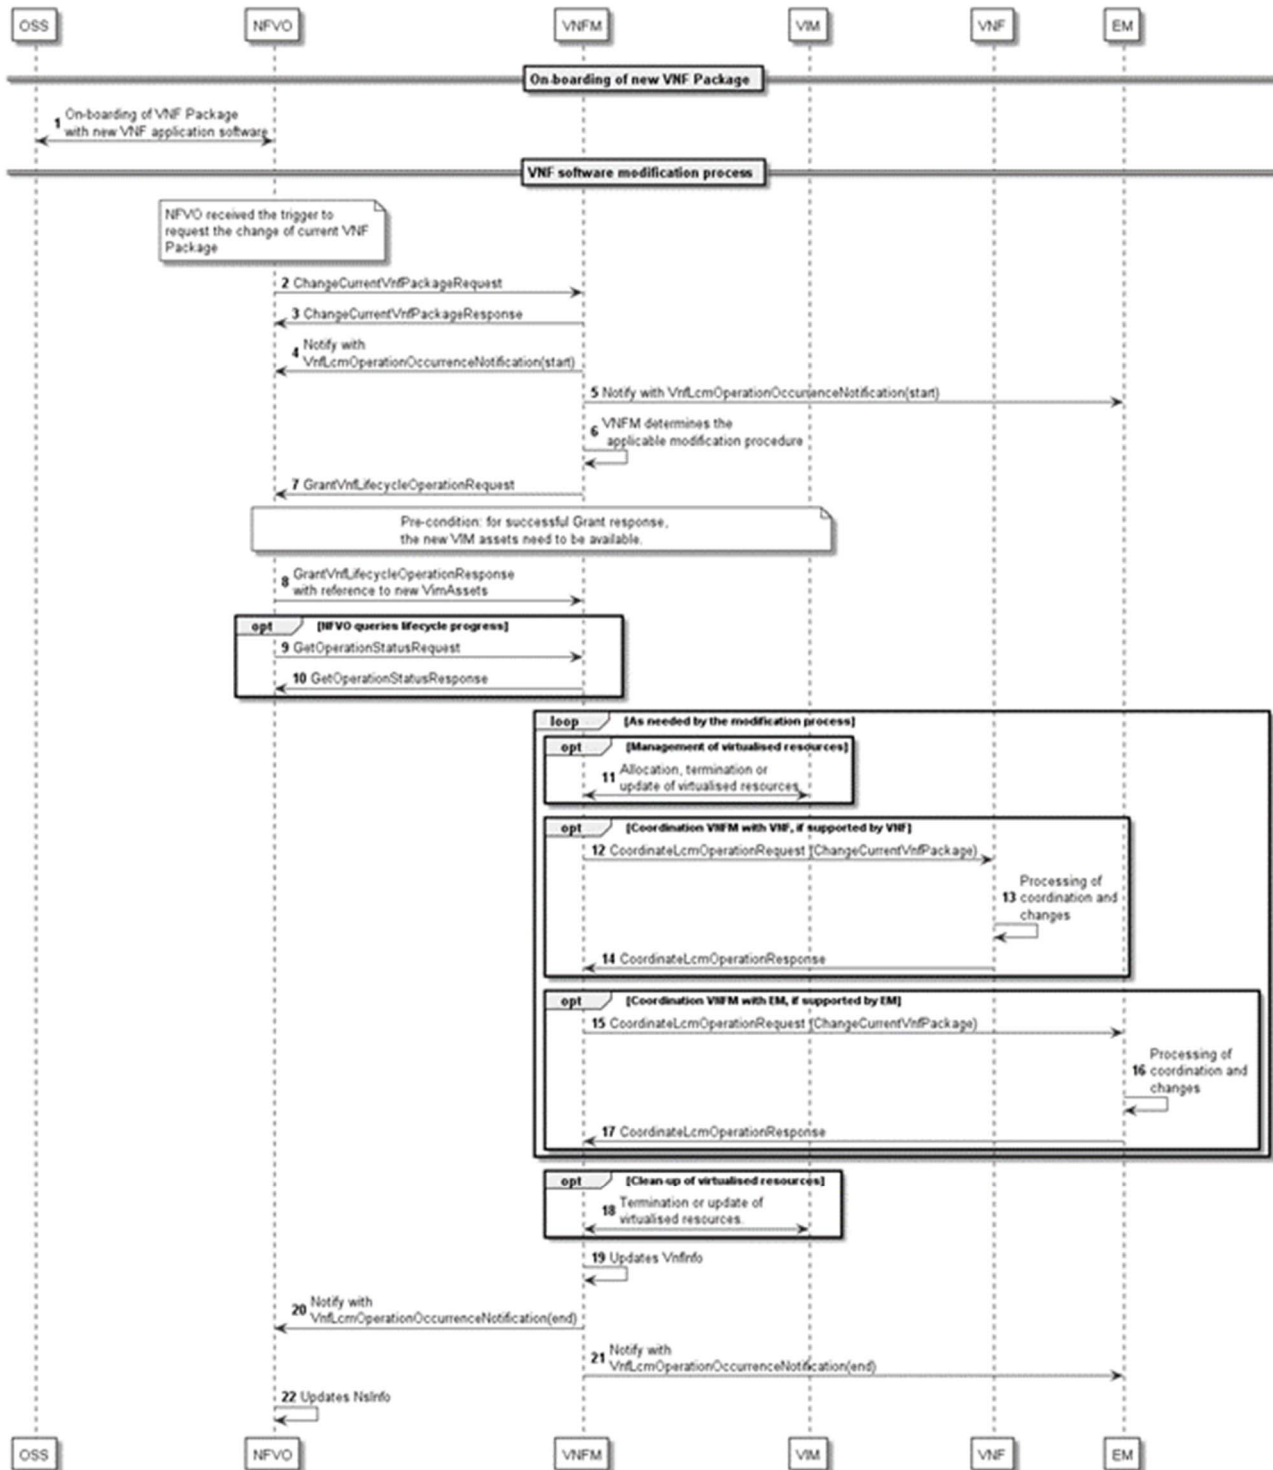 OSS NFVO VNFM VIM VNF EM
On-boarding of new VNF Package
1 On-boarding of VNF Package
with new VNF application software
VNF software modification process
NFVO received the trigger to
request the change of current VNF
Package
2 ChangeCurrentVnfPackageRequest
3 ChangeCurrentVnfPackageResponse
4 Notify with
VnfLcmOperationOccurrenceNotification(start)
5 Notify with VnfLcmOperationOccurrenceNotification(start)
6 VNFM determines the
applicable modification procedure
7 GrantVnfLifecycleOperationRequest
Pre-condition: for successful Grant response,
the new VIM assets need to be available.
8 GrantVnfLifecycleOperationResponse
with reference to new VimAssets
opt [NFVO queries lifecycle progress]
9 GetOperationStatusRequest
10 GetOperationStatusResponse
loop [As needed by the modification process]
opt [Management of virtualised resources]
11 Allocation, termination or
update of virtualised resources
opt [Coordination VNFM with VNF, if supported by VNF]
12 CoordinateLcmOperationRequest (ChangeCurrentVnfPackage)
13 Processing of
coordination and
changes
14 CoordinateLcmOperationResponse
opt [Coordination VNFM with EM, if supported by EM]
15 CoordinateLcmOperationRequest (ChangeCurrentVnfPackage)
16 Processing of
coordination and
changes
17 CoordinateLcmOperationResponse
opt [Clean-up of virtualised resources]
18 Termination or update of
virtualised resources.
19 Updates VnfInfo
20 Notify with
VnfLcmOperationOccurrenceNotification(end)
21 Notify with
VnfLcmOperationOccurrenceNotification(end)
22 Updates NsInfo
OSS NFVO VNFM VIM VNF EM